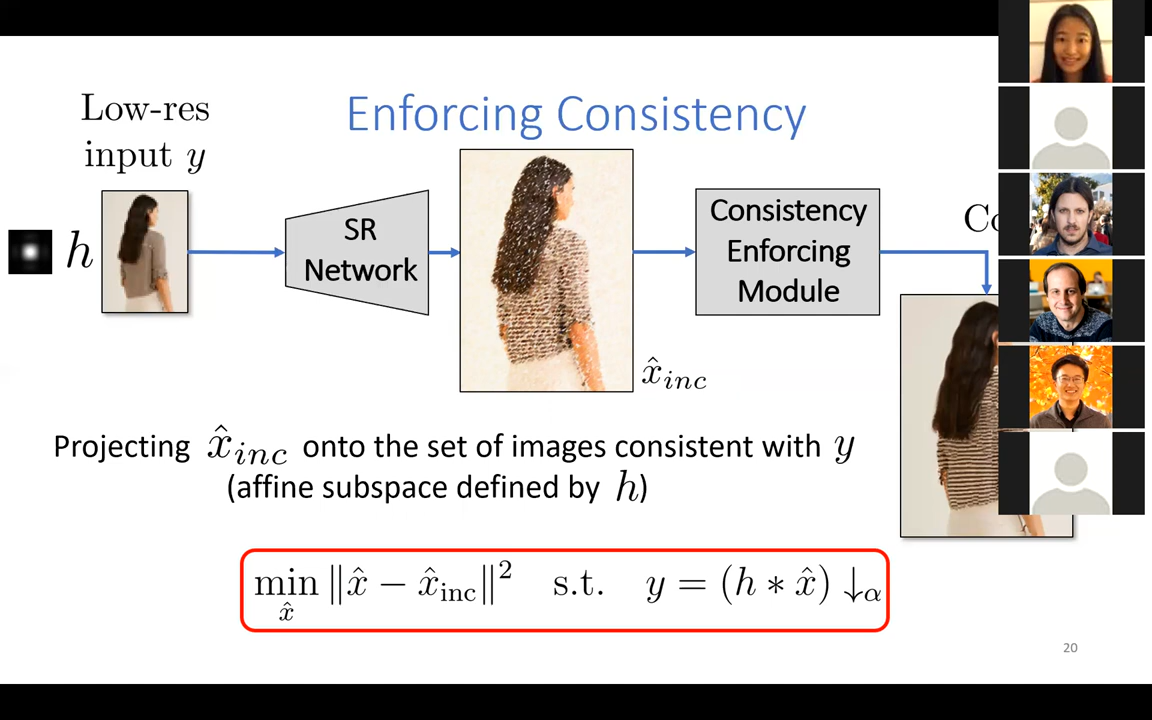 Enforcing Consistency
Low-res
input y
h
SR
Network
x̂_inc
Consistency
Enforcing
Module
Projecting x̂_inc onto the set of images consistent with y
(affine subspace defined by h)
min_x̂ ‖x̂ − x̂_inc‖² s.t. y = (h ∗ x̂) ↓_α
20